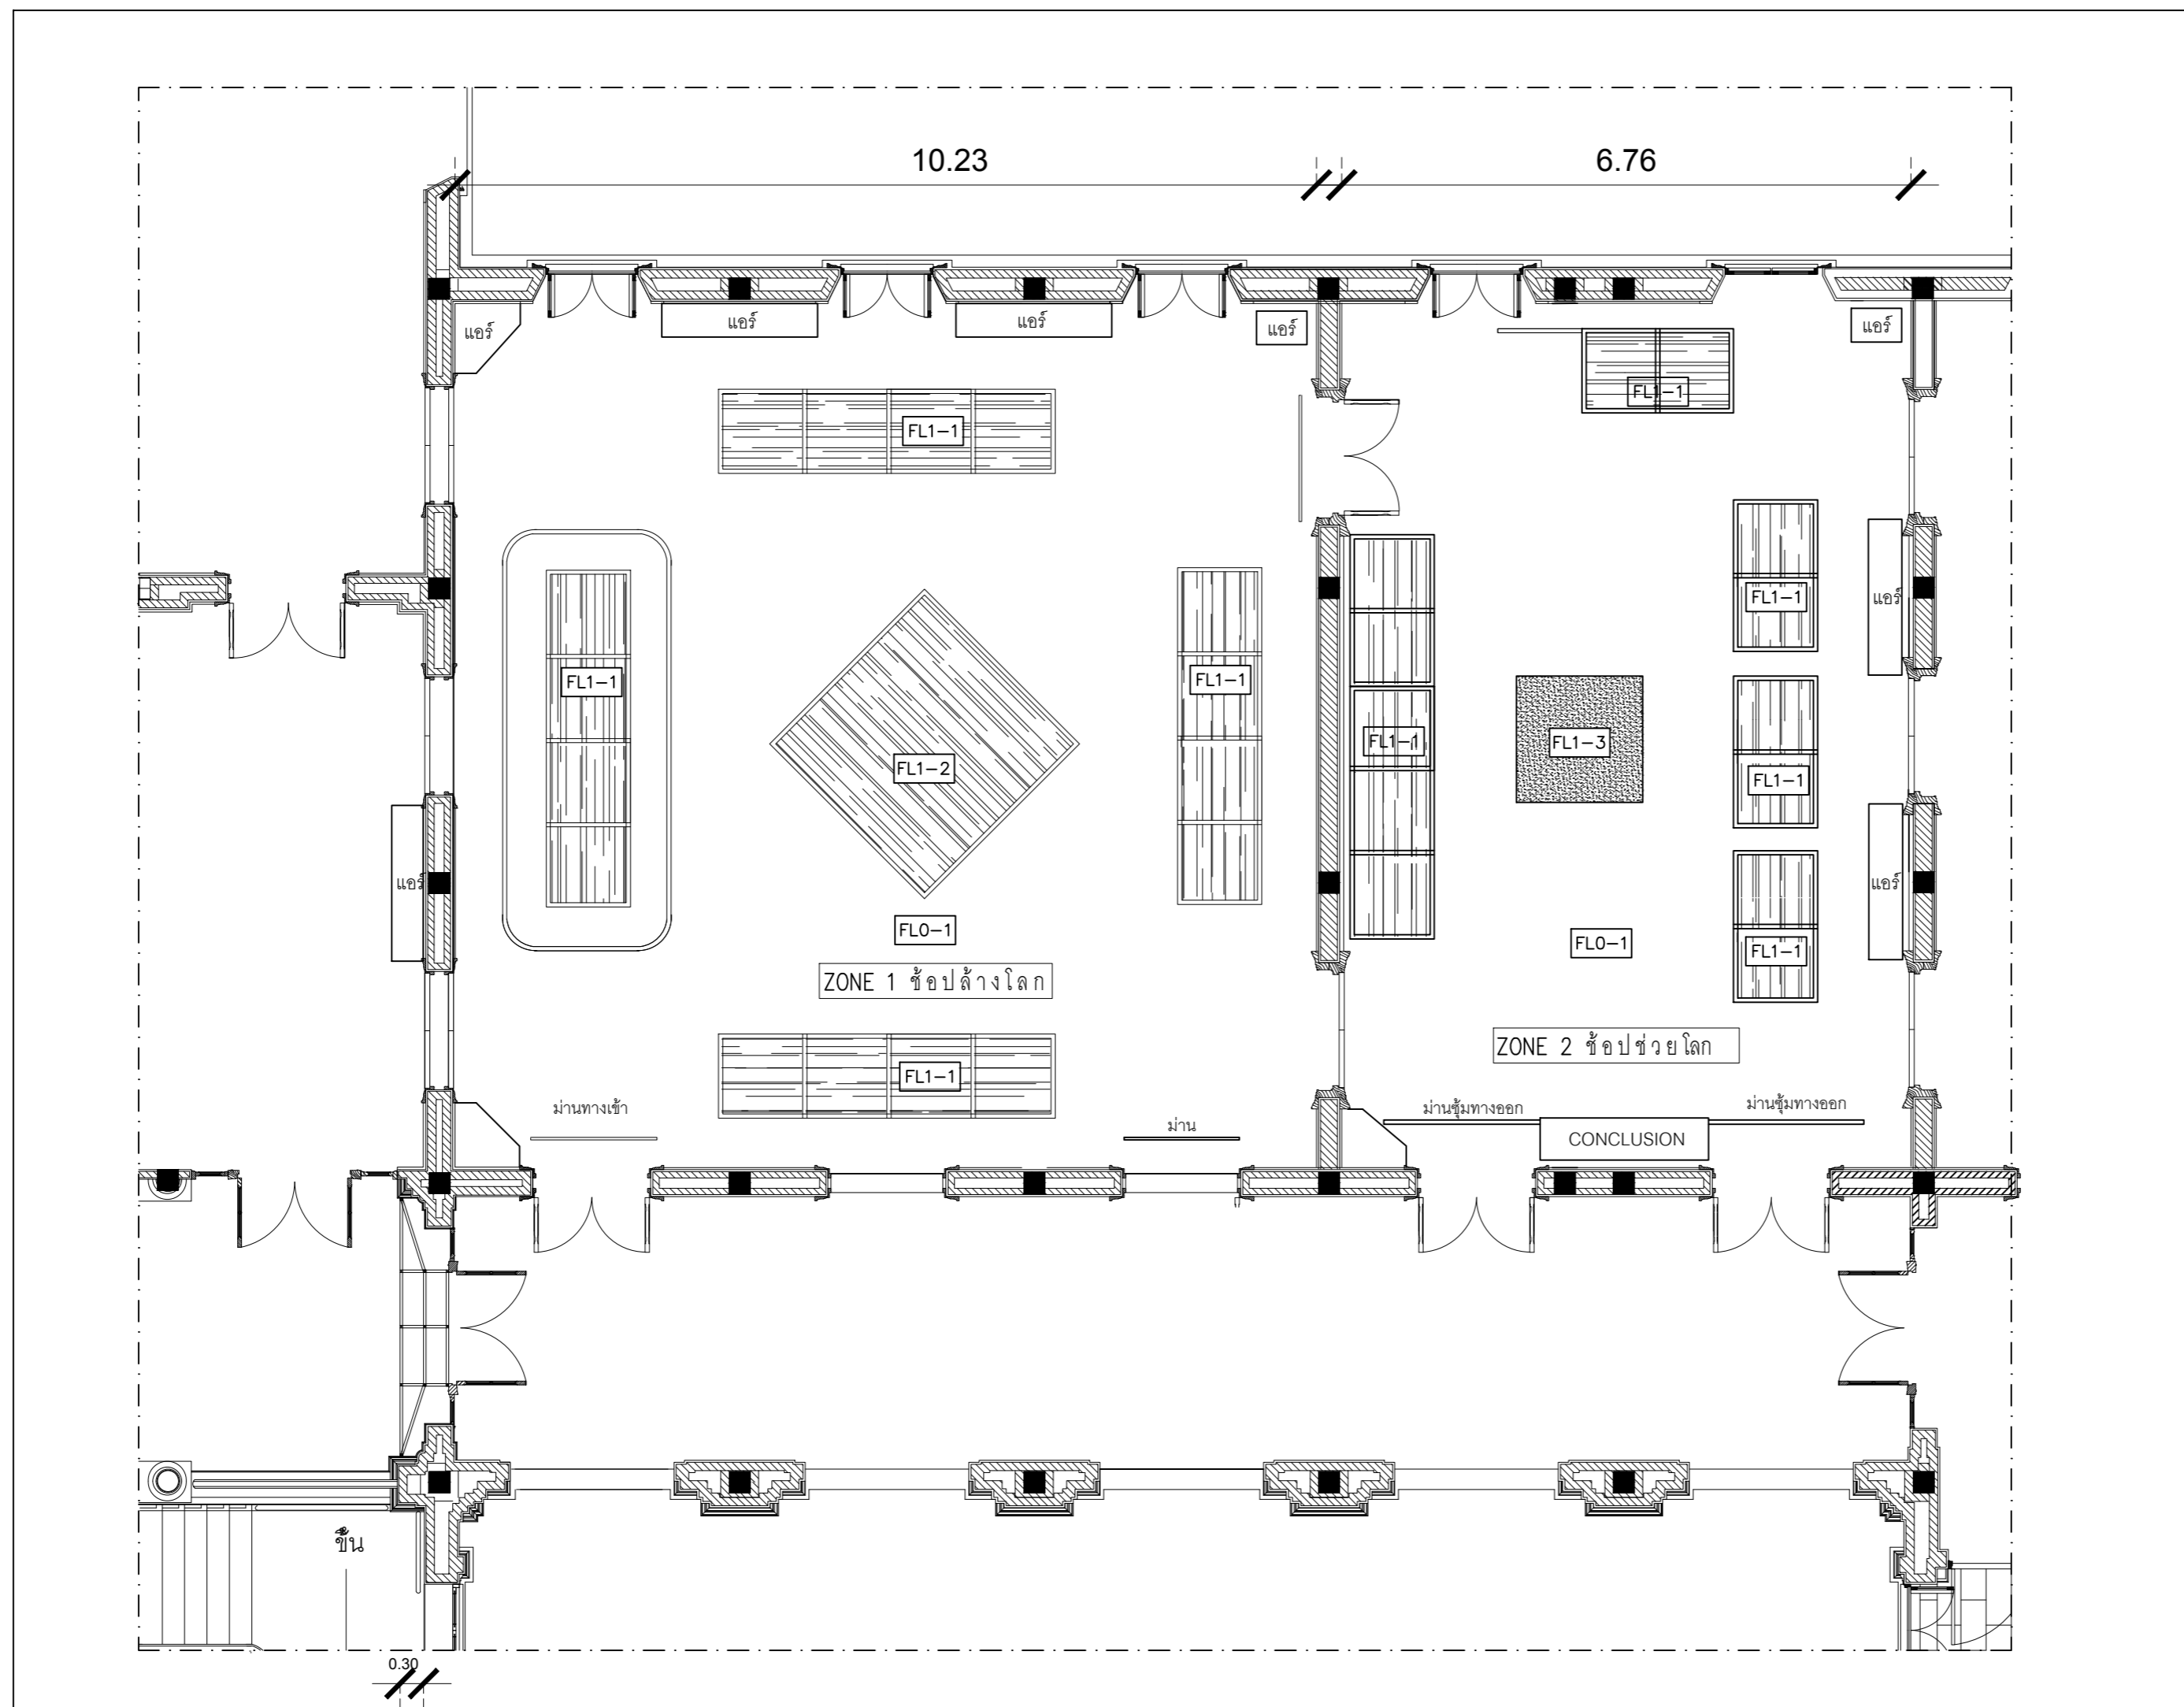 10.23
6.76
แอร์
แอร์
แอร์
แอร์
แอร์
FL1-1
FL1-1
FL1-1
FL1-1
FL1-1
FL1-1
FL1-1
FL1-3
FL1-2
FL1-1
แอร์
แอร์
แอร์
FL0-1
FL0-1
FL1-1
ZONE 1 ช้อปล้างโลก
ZONE 2 ช้อปช่วยโลก
FL1-1
ม่านทางเข้า
ม่าน
ม่านซุ้มทางออก
ม่านซุ้มทางออก
CONCLUSION
ขึ้น
0.30